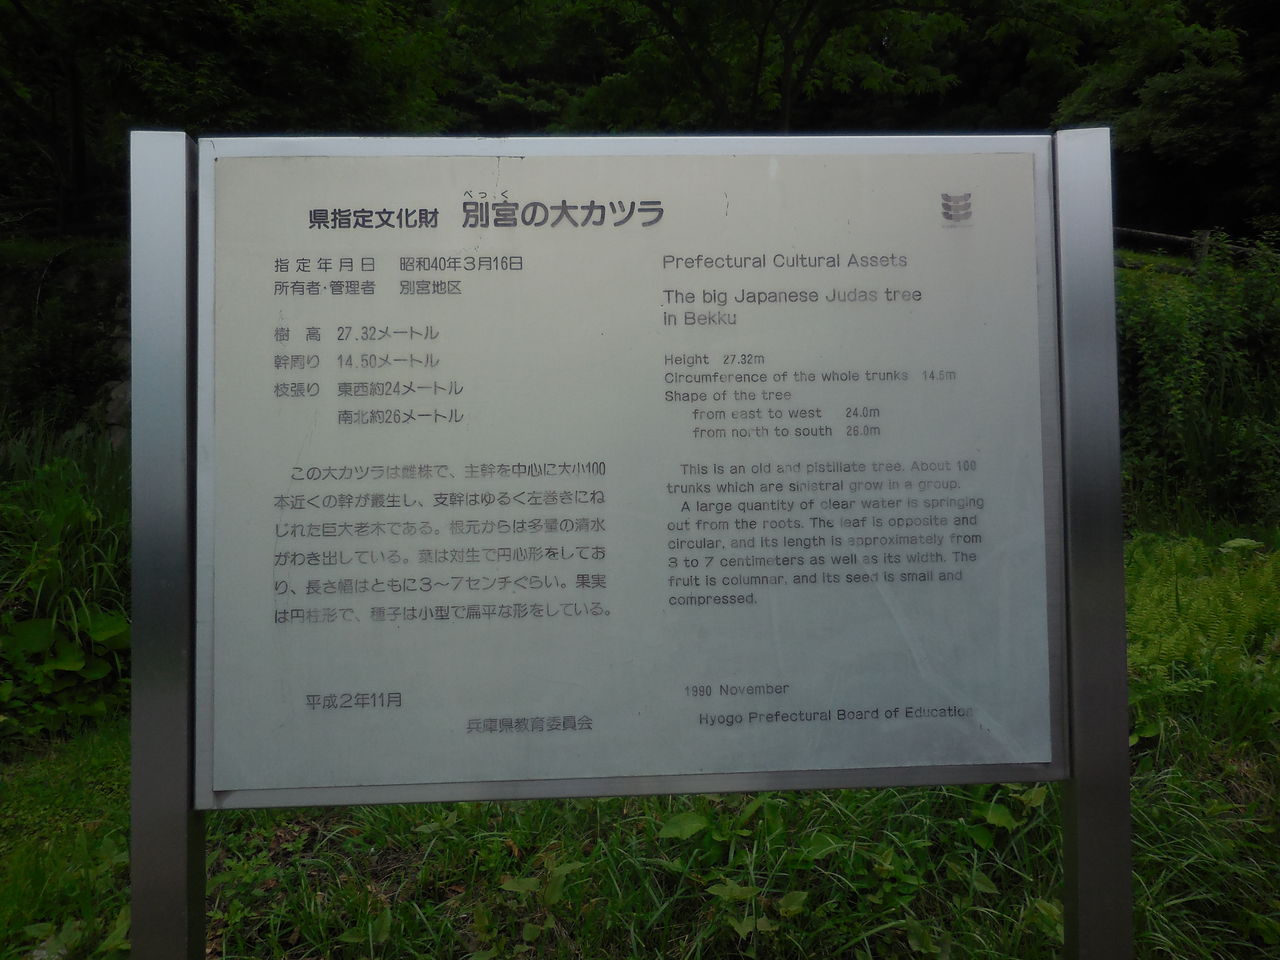 べっく
県指定文化財 別宮の大カツラ
指定年月日 昭和40年3月16日
所有者・管理者 別宮地区
樹高 27.32メートル
幹周り 14.50メートル
枝張り 東西約24メートル
南北約26メートル
この大カツラは雌株で、主幹を中心に大小100
本近くの幹が叢生し、支幹はゆるく左巻きにね
じれた巨大老木である。根元からは多量の清水
がわき出している。葉は対生で円心形をしてお
り、長さ幅はともに3〜7センチぐらい。果実
は円柱形で、種子は小型で扁平な形をしている。
平成2年11月
兵庫県教育委員会
Prefectural Cultural Assets
The big Japanese Judas tree
in Bekku
Height 27.32m
Circumference of the whole trunks 14.5m
Shape of the tree
from east to west 24.0m
from north to south 26.0m
This is an old and pistillate tree. About 100
trunks which are sinistral grow in a group.
A large quantity of clear water is springing
out from the roots. The leaf is opposite and
circular, and its length is approximately from
3 to 7 centimeters as well as its width. The
fruit is columnar, and its seed is small and
compressed.
1990 November
Hyogo Prefectural Board of Education